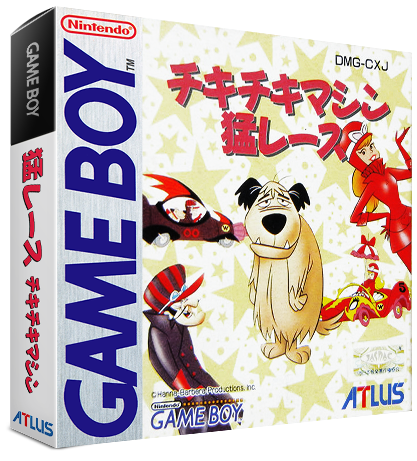 GAME BOY
猛レース チキチキマシン
ATLUS
Nintendo
GAME BOY
TM
DMG-CXJ
チキチキマシン
猛レース
© Hanna-Barbera Productions, Inc.
Nintendo
GAME BOY
ATLUS